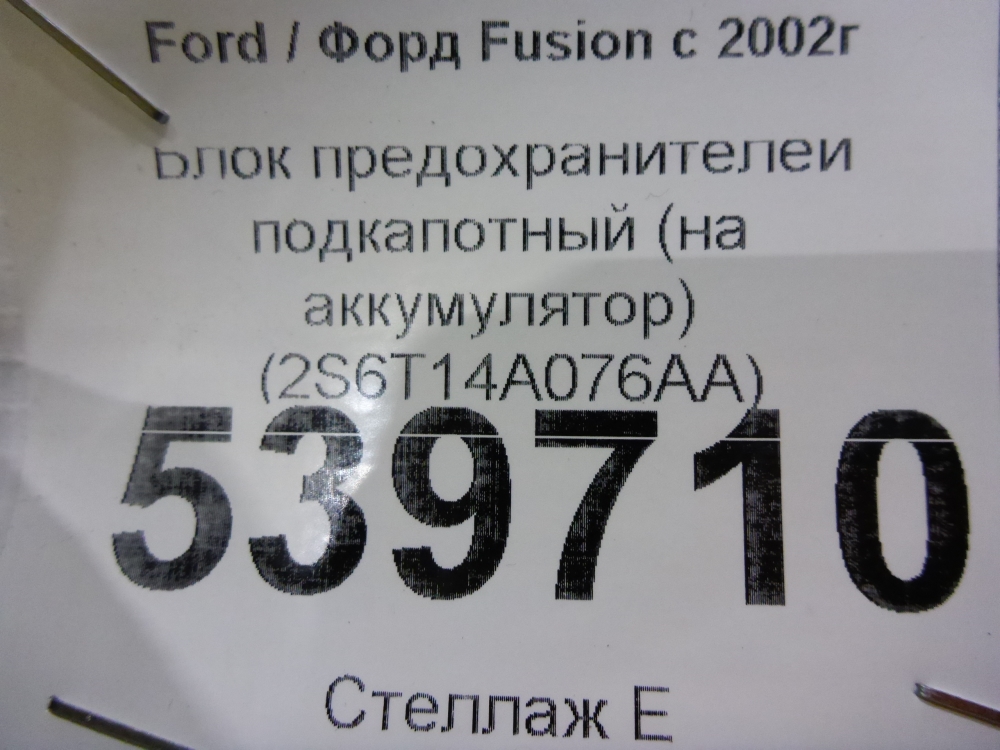 Ford / Форд Fusion с 2002г
Блок предохранителей
подкапотный (на
аккумулятор)
(2S6T14A076AA)
539710
Стеллаж Е